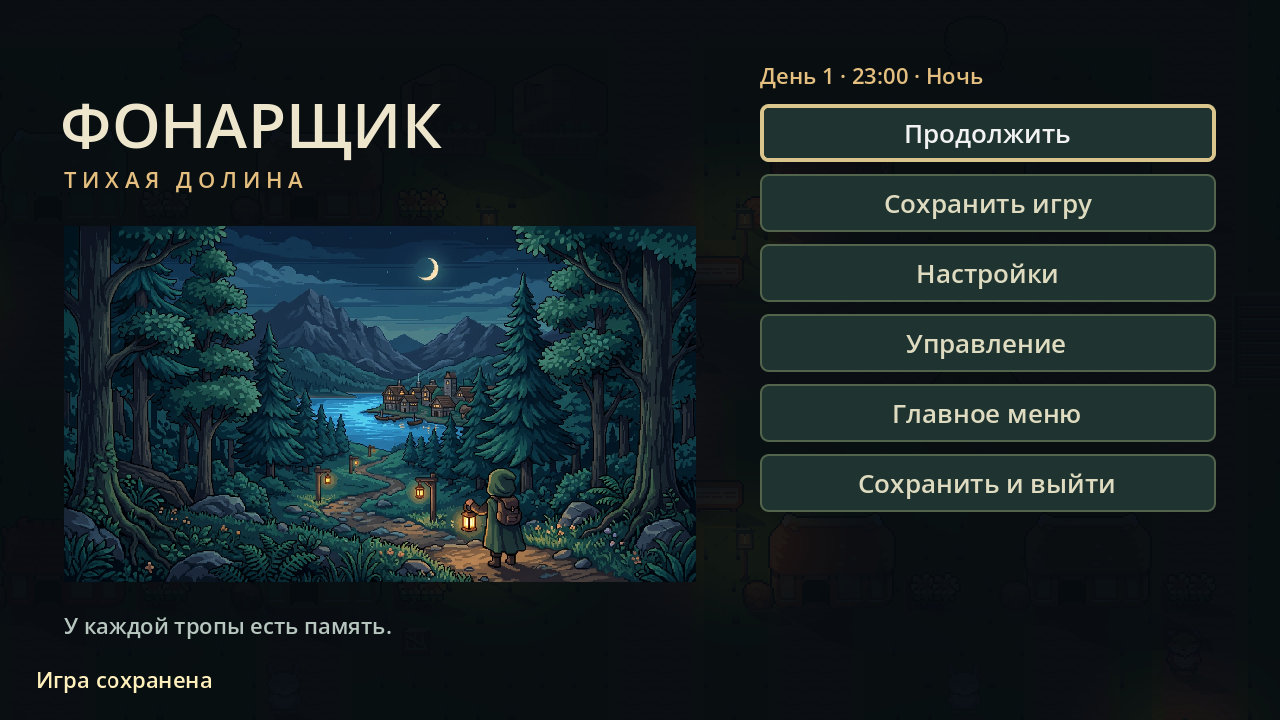 ФОНАРЩИК
ТИХАЯ ДОЛИНА
У каждой тропы есть память.
Игра сохранена
День 1 · 23:00 · Ночь
Продолжить
Сохранить игру
Настройки
Управление
Главное меню
Сохранить и выйти